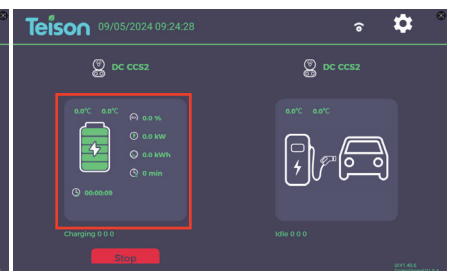 Teison 09/05/2024 09:24:28
DC CCS2
DC CCS2
0.0°C 0.0°C
0.0 %
0.0 kW
0.0 kWh
0 min
00:00:09
0.0°C 0.0°C
Charging 0 0 0
Idle 0 0 0
Stop